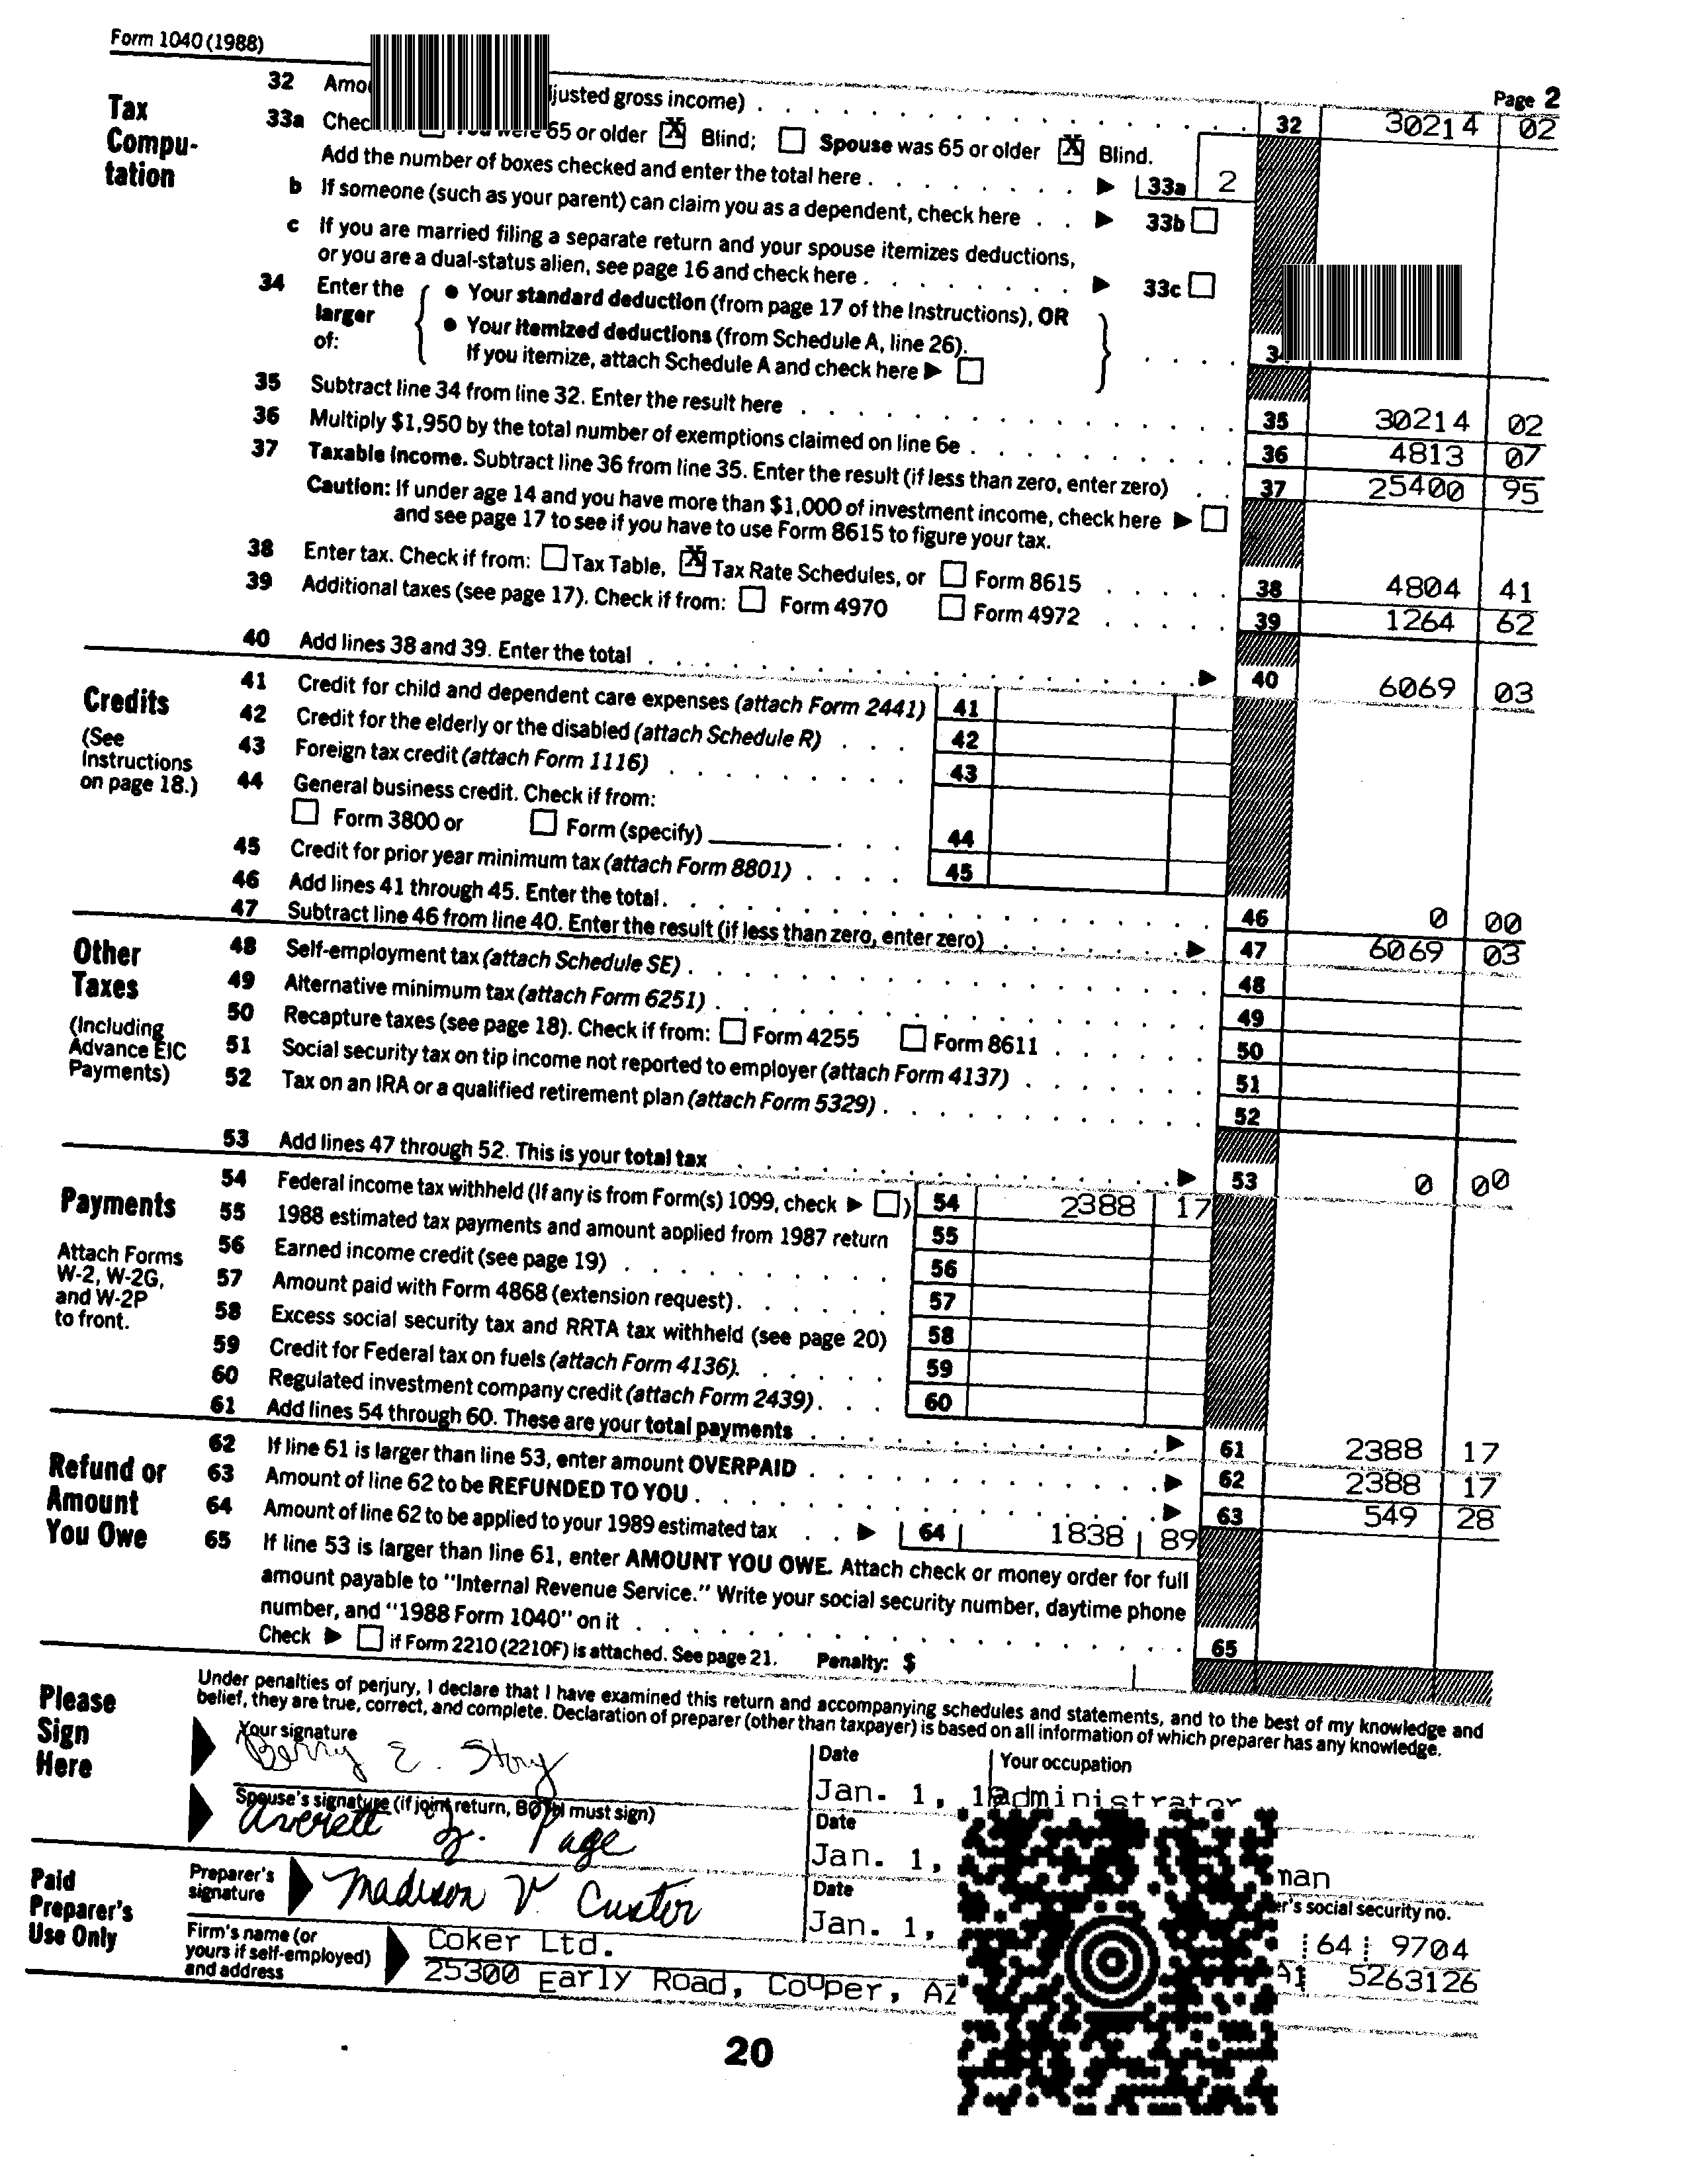 Form 1040 (1988)
Page 2
Tax Computation
32 justed gross income) 32 30214 02
33a 65 or older [X] Blind; [ ] Spouse was 65 or older [X] Blind.
Add the number of boxes checked and enter the total here ▶ 33a 2
b If someone (such as your parent) can claim you as a dependent, check here ▶ 33b [ ]
c If you are married filing a separate return and your spouse itemizes deductions,
or you are a dual-status alien, see page 16 and check here ▶ 33c [ ]
34 Enter the larger of: { ● Your standard deduction (from page 17 of the Instructions), OR
● Your itemized deductions (from Schedule A, line 26).
If you itemize, attach Schedule A and check here ▶ [ ] }
35 Subtract line 34 from line 32. Enter the result here 35 30214 02
36 Multiply $1,950 by the total number of exemptions claimed on line 6e 36 4813 07
37 Taxable income. Subtract line 36 from line 35. Enter the result (if less than zero, enter zero) 37 25400 95
Caution: If under age 14 and you have more than $1,000 of investment income, check here ▶ [ ]
and see page 17 to see if you have to use Form 8615 to figure your tax.
38 Enter tax. Check if from: [ ] Tax Table, [X] Tax Rate Schedules, or [ ] Form 8615 38 4804 41
39 Additional taxes (see page 17). Check if from: [ ] Form 4970 [ ] Form 4972 39 1264 62
40 Add lines 38 and 39. Enter the total ▶ 40 6069 03
Credits
(See Instructions on page 18.)
41 Credit for child and dependent care expenses (attach Form 2441) 41
42 Credit for the elderly or the disabled (attach Schedule R) 42
43 Foreign tax credit (attach Form 1116) 43
44 General business credit. Check if from:
[ ] Form 3800 or [ ] Form (specify) 44
45 Credit for prior year minimum tax (attach Form 8801) 45
46 Add lines 41 through 45. Enter the total. 46 0 00
47 Subtract line 46 from line 40. Enter the result (if less than zero, enter zero) ▶ 47 6069 03
Other Taxes
(Including Advance EIC Payments)
48 Self-employment tax (attach Schedule SE) 48
49 Alternative minimum tax (attach Form 6251) 49
50 Recapture taxes (see page 18). Check if from: [ ] Form 4255 [ ] Form 8611 50
51 Social security tax on tip income not reported to employer (attach Form 4137) 51
52 Tax on an IRA or a qualified retirement plan (attach Form 5329) 52
53 Add lines 47 through 52. This is your total tax ▶ 53 0 00
Payments
Attach Forms W-2, W-2G, and W-2P to front.
54 Federal income tax withheld (If any is from Form(s) 1099, check ▶ [ ]) 54 2388 17
55 1988 estimated tax payments and amount applied from 1987 return 55
56 Earned income credit (see page 19) 56
57 Amount paid with Form 4868 (extension request) 57
58 Excess social security tax and RRTA tax withheld (see page 20) 58
59 Credit for Federal tax on fuels (attach Form 4136). 59
60 Regulated investment company credit (attach Form 2439) 60
61 Add lines 54 through 60. These are your total payments ▶ 61 2388 17
Refund or Amount You Owe
62 If line 61 is larger than line 53, enter amount OVERPAID ▶ 62 2388 17
63 Amount of line 62 to be REFUNDED TO YOU ▶ 63 549 28
64 Amount of line 62 to be applied to your 1989 estimated tax ▶ 64 1838 89
65 If line 53 is larger than line 61, enter AMOUNT YOU OWE. Attach check or money order for full
amount payable to "Internal Revenue Service." Write your social security number, daytime phone
number, and "1988 Form 1040" on it 65
Check ▶ [ ] if Form 2210 (2210F) is attached. See page 21. Penalty: $
Please Sign Here
Under penalties of perjury, I declare that I have examined this return and accompanying schedules and statements, and to the best of my knowledge and
belief, they are true, correct, and complete. Declaration of preparer (other than taxpayer) is based on all information of which preparer has any knowledge.
Your signature Berry E. Story Date Jan. 1, 1 Your occupation administrator
Spouse's signature (if joint return, BOTH must sign) Averett J. Page Date Jan. 1, man
Paid Preparer's Use Only
Preparer's signature Madison V. Custer Date Jan. 1, er's social security no. 64 9704
Firm's name (or yours if self-employed) and address Coker Ltd. 5263126
25300 Early Road, Cooper, AZ
20